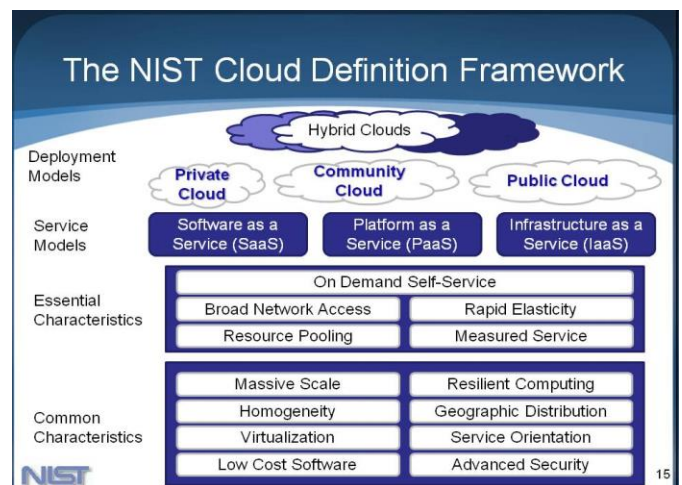 The NIST Cloud Definition Framework
Hybrid Clouds
Deployment
Models
Private
Cloud
Community
Cloud
Public Cloud
Service
Models
Software as a
Service (SaaS)
Platform as a
Service (PaaS)
Infrastructure as a
Service (IaaS)
Essential
Characteristics
On Demand Self-Service
Broad Network Access
Rapid Elasticity
Resource Pooling
Measured Service
Common
Characteristics
Massive Scale
Resilient Computing
Homogeneity
Geographic Distribution
Virtualization
Service Orientation
Low Cost Software
Advanced Security
NIST
15